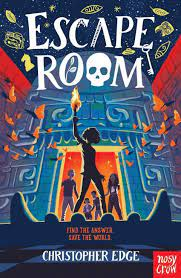 ESCAPE
ROOM
FIND THE ANSWER.
SAVE THE WORLD.
CHRISTOPHER EDGE
nosy
crow